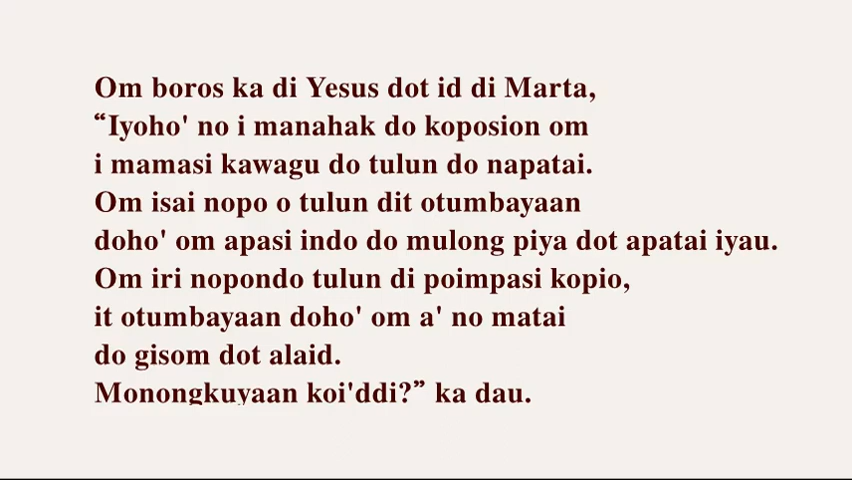 Om boros ka di Yesus dot id di Marta,
“Iyoho' no i manahak do koposion om
i mamasi kawagu do tulun do napatai.
Om isai nopo o tulun dit otumbayaan
doho' om apasi indo do mulong piya dot apatai iyau.
Om iri nopondo tulun di poimpasi kopio,
it otumbayaan doho' om a' no matai
do gisom dot alaid.
Monongkuyaan koi'ddi?” ka dau.